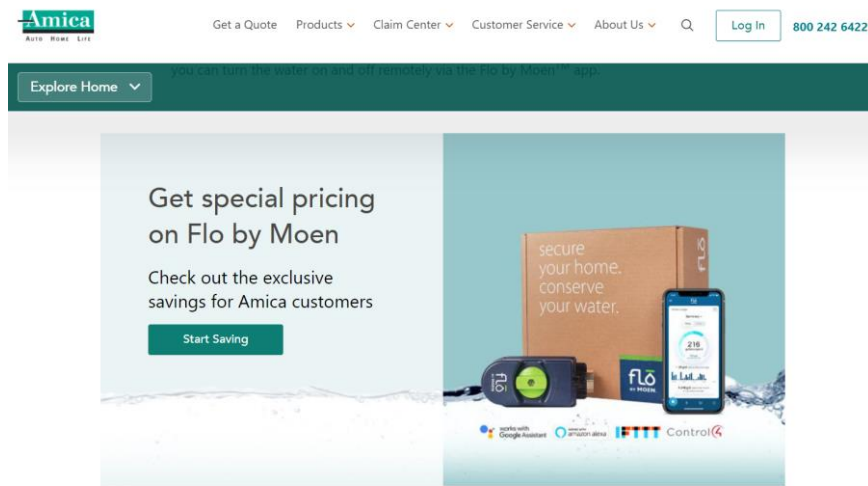 Amica
AUTO HOME LIFE
Get a Quote Products Claim Center Customer Service About Us Log In 800 242 6422
you can turn the water on and off remotely via the Flo by Moen™ app.
Explore Home
Get special pricing
on Flo by Moen
Check out the exclusive
savings for Amica customers
Start Saving
secure
your home.
conserve
your water.
flō
flō
BY MOEN
flō
216
works with
Google Assistant
amazon alexa
IFTTT
Control4